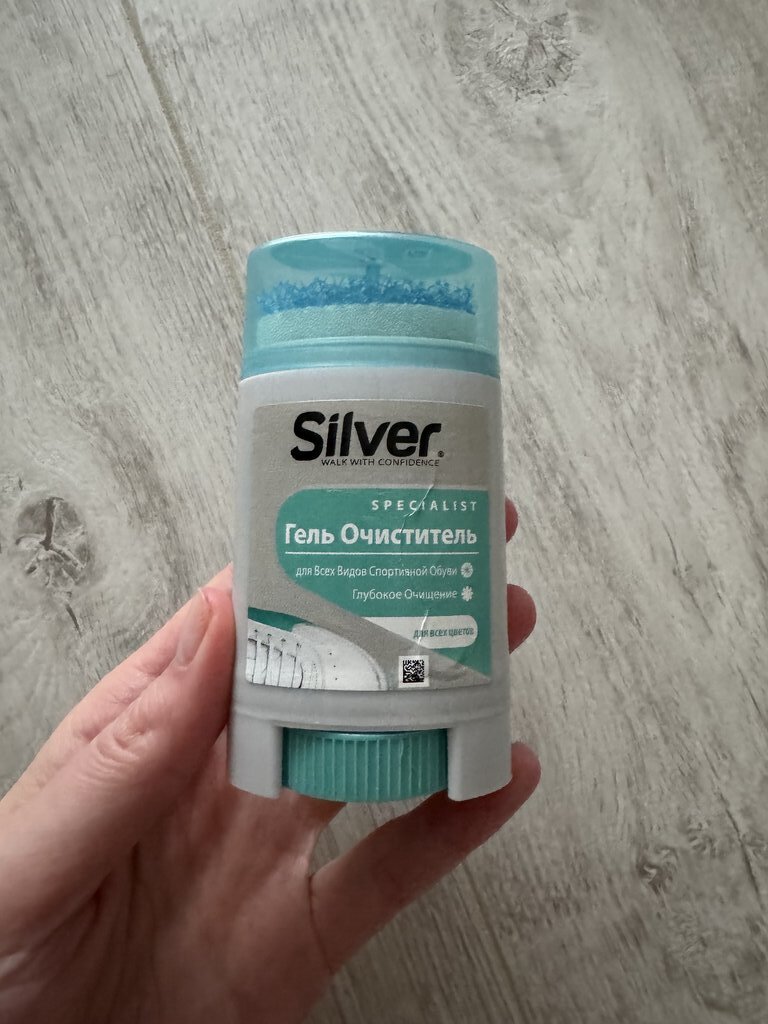 Silver®
WALK WITH CONFIDENCE
SPECIALIST
Гель Очиститель
для Всех Видов Спортивной Обуви
Глубокое Очищение
для всех цветов